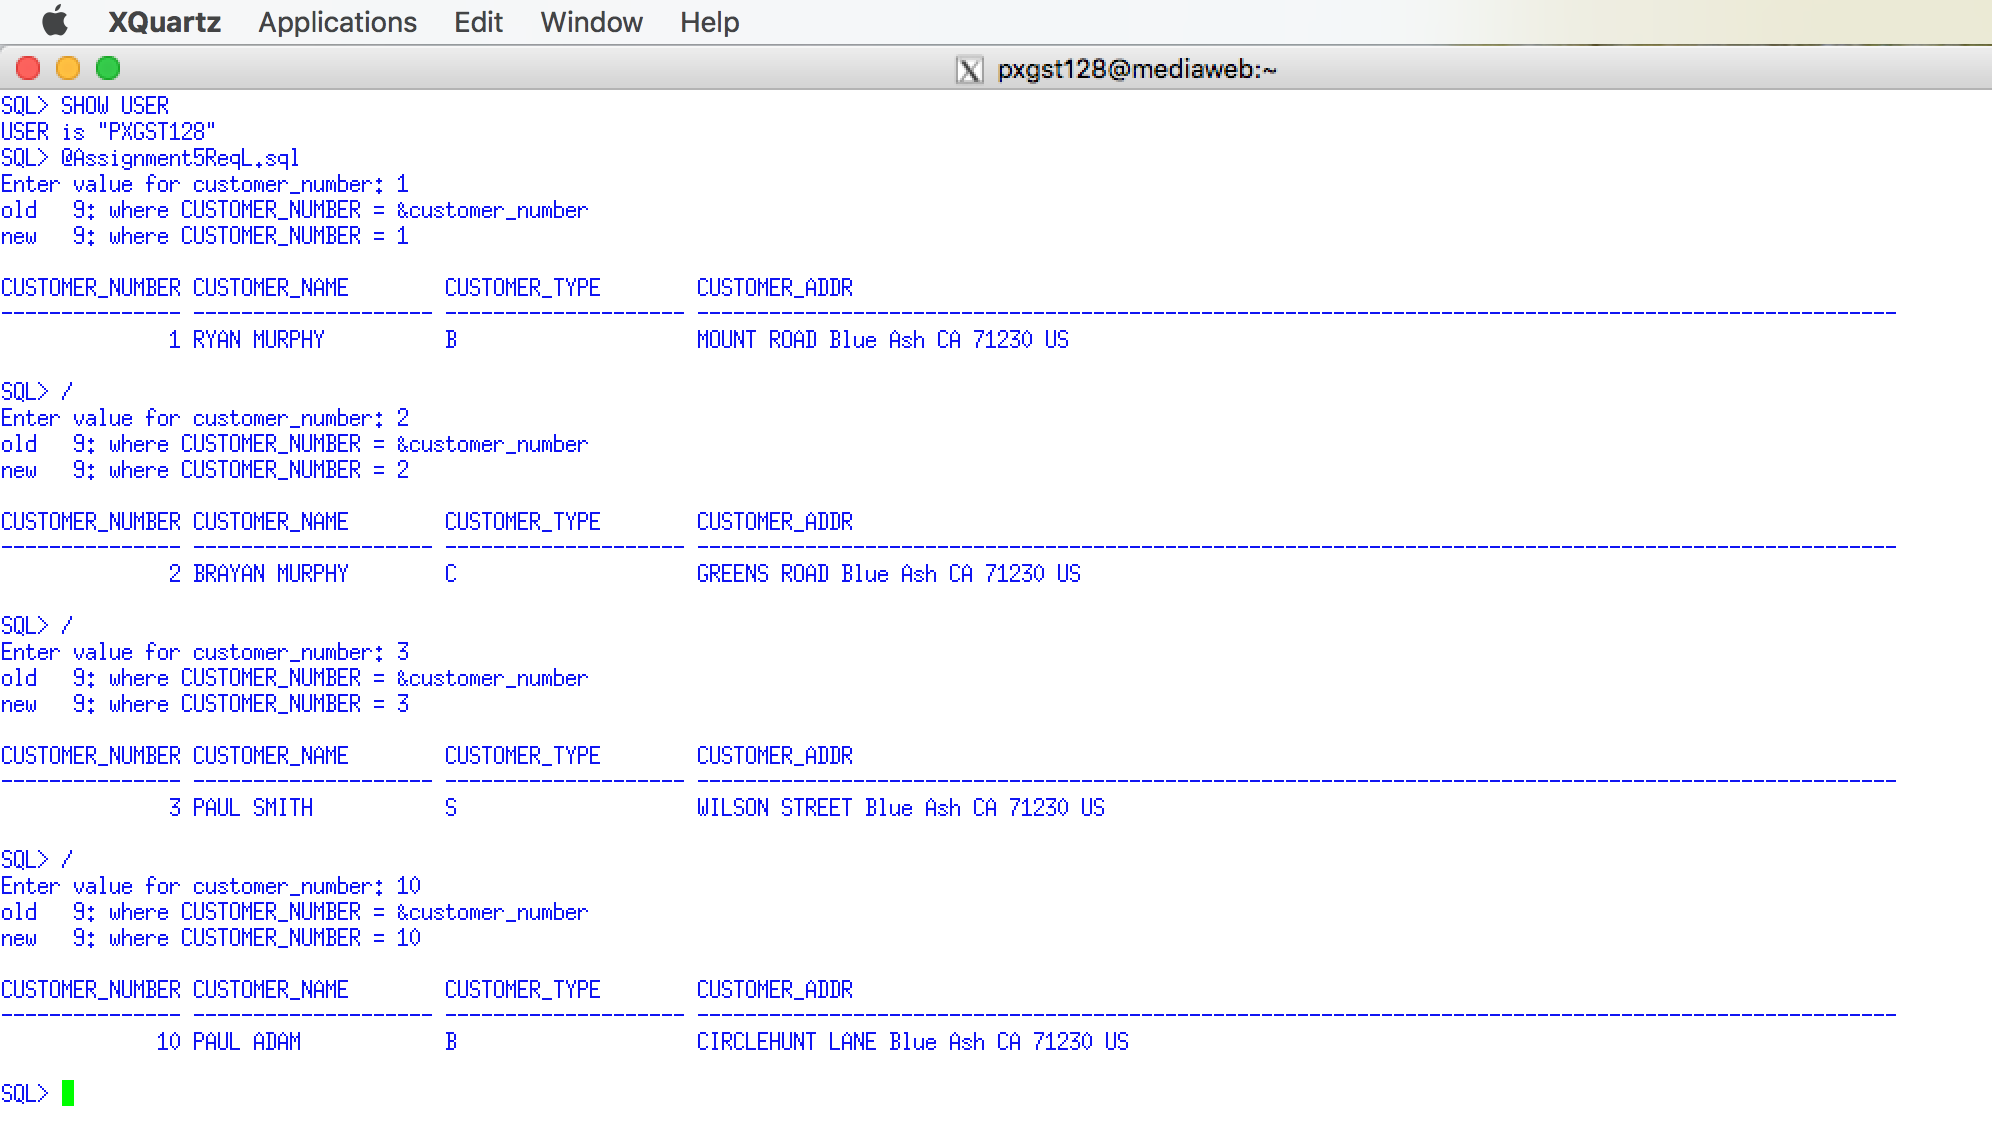 XQuartz Applications Edit Window Help
pxgst128@mediaweb:~
SQL> SHOW USER
USER is "PXGST128"
SQL> @Assignment5ReqL.sql
Enter value for customer_number: 1
old   9: where CUSTOMER_NUMBER = &customer_number
new   9: where CUSTOMER_NUMBER = 1
CUSTOMER_NUMBER CUSTOMER_NAME        CUSTOMER_TYPE        CUSTOMER_ADDR
--------------- -------------------- -------------------- ----------------------------------------------------------------------------------------------------
              1 RYAN MURPHY          B                    MOUNT ROAD Blue Ash CA 71230 US
SQL> /
Enter value for customer_number: 2
old   9: where CUSTOMER_NUMBER = &customer_number
new   9: where CUSTOMER_NUMBER = 2
CUSTOMER_NUMBER CUSTOMER_NAME        CUSTOMER_TYPE        CUSTOMER_ADDR
--------------- -------------------- -------------------- ----------------------------------------------------------------------------------------------------
              2 BRAYAN MURPHY        C                    GREENS ROAD Blue Ash CA 71230 US
SQL> /
Enter value for customer_number: 3
old   9: where CUSTOMER_NUMBER = &customer_number
new   9: where CUSTOMER_NUMBER = 3
CUSTOMER_NUMBER CUSTOMER_NAME        CUSTOMER_TYPE        CUSTOMER_ADDR
--------------- -------------------- -------------------- ----------------------------------------------------------------------------------------------------
              3 PAUL SMITH           S                    WILSON STREET Blue Ash CA 71230 US
SQL> /
Enter value for customer_number: 10
old   9: where CUSTOMER_NUMBER = &customer_number
new   9: where CUSTOMER_NUMBER = 10
CUSTOMER_NUMBER CUSTOMER_NAME        CUSTOMER_TYPE        CUSTOMER_ADDR
--------------- -------------------- -------------------- ----------------------------------------------------------------------------------------------------
             10 PAUL ADAM            B                    CIRCLEHUNT LANE Blue Ash CA 71230 US
SQL>